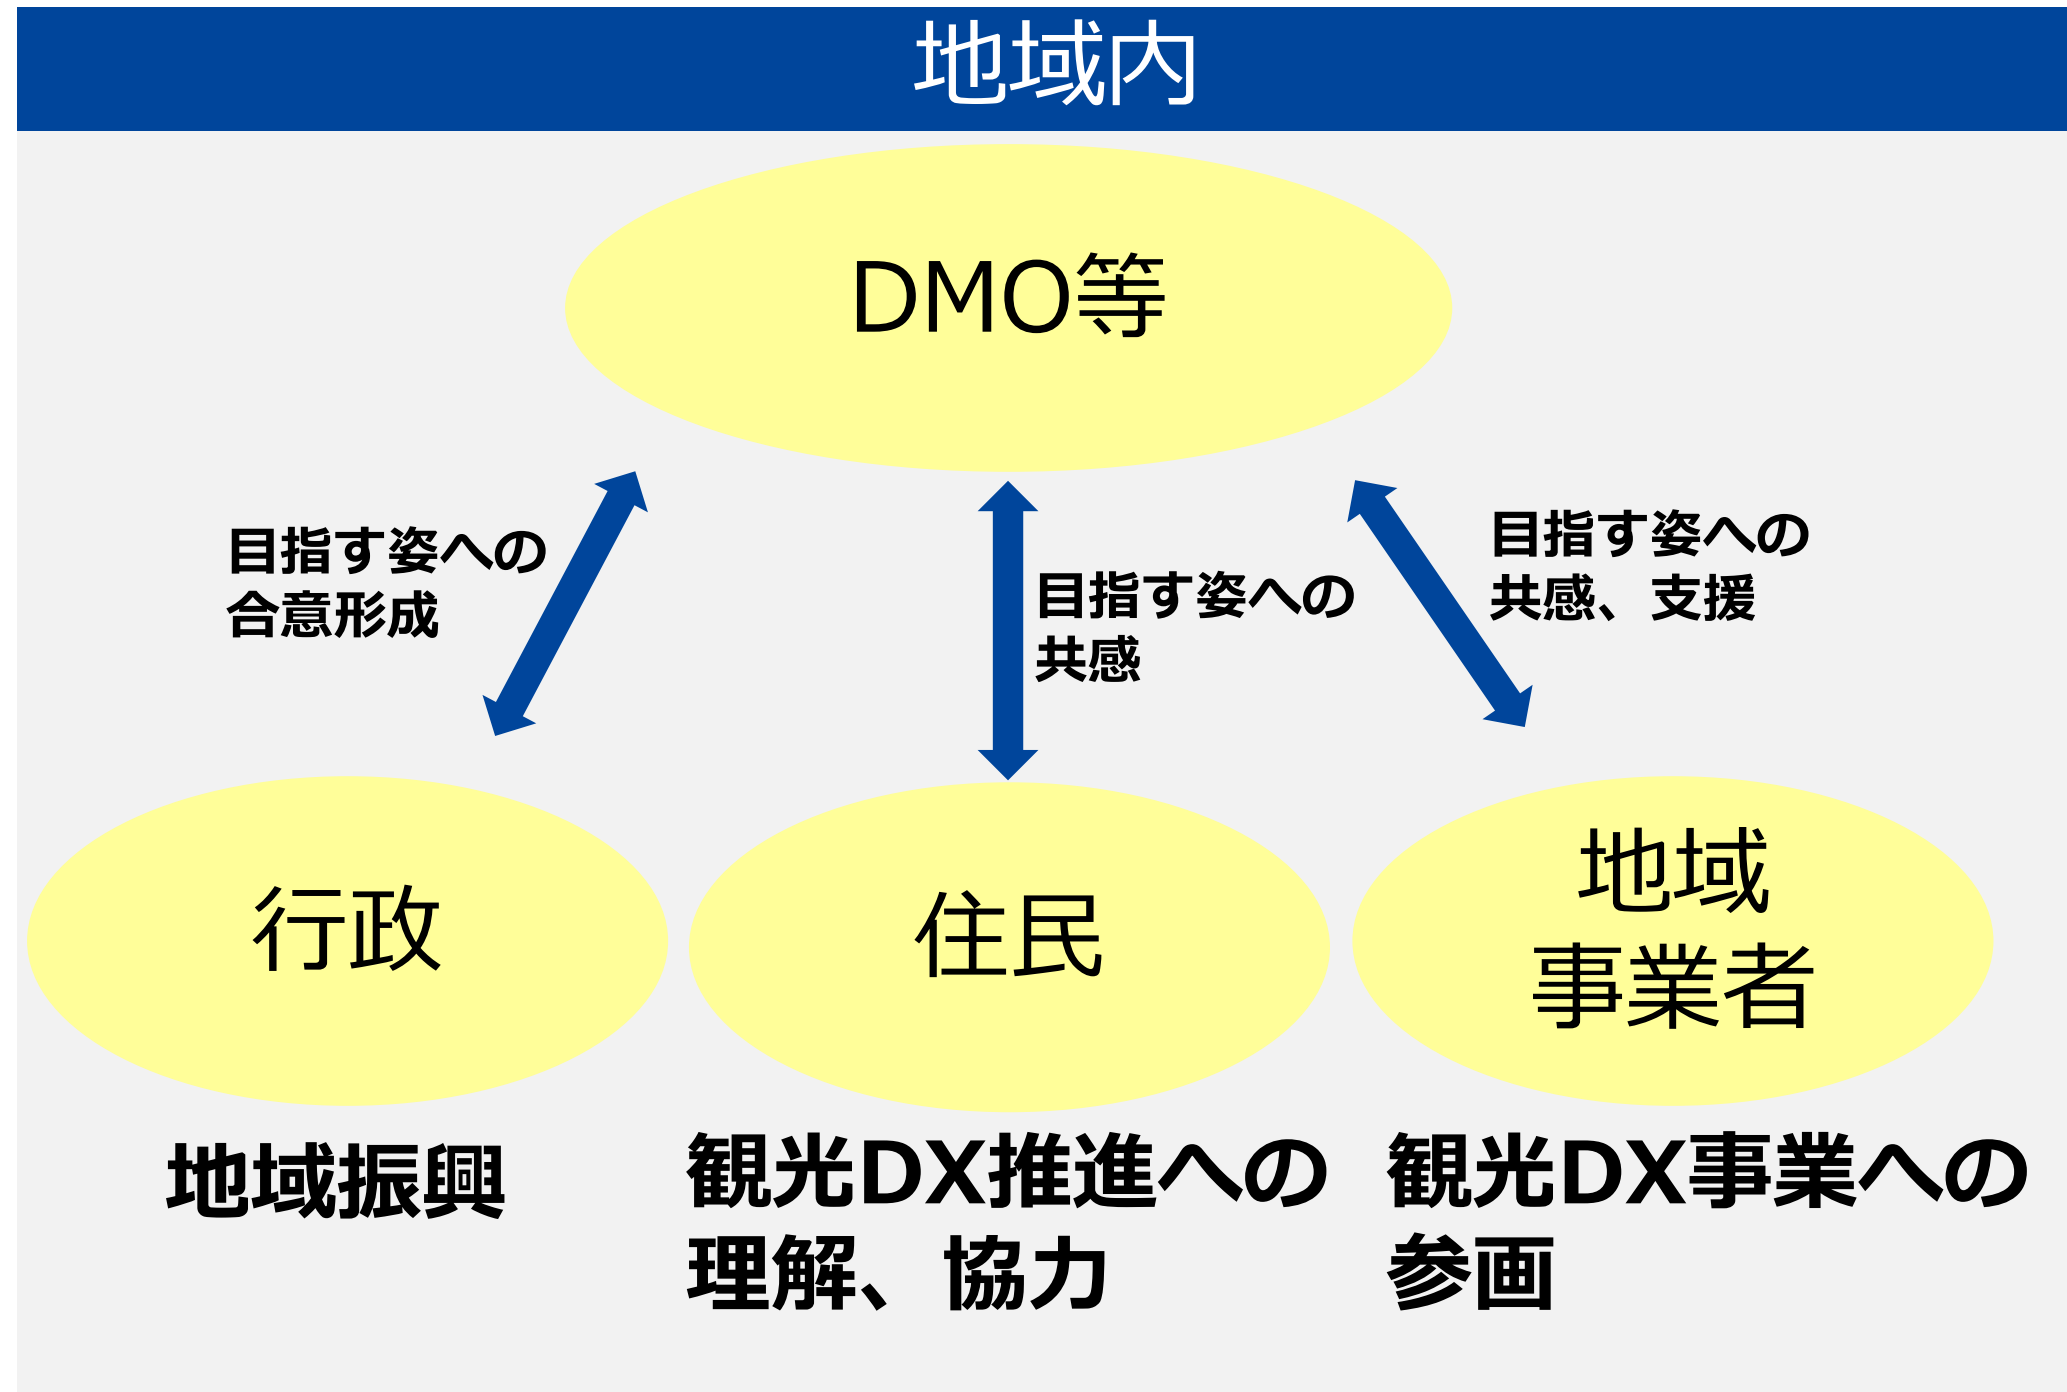 地域内
DMO等
目指す姿への
合意形成
目指す姿への
共感
目指す姿への
共感、支援
行政
住民
地域
事業者
地域振興
観光DX推進への
理解、協力
観光DX事業への
参画